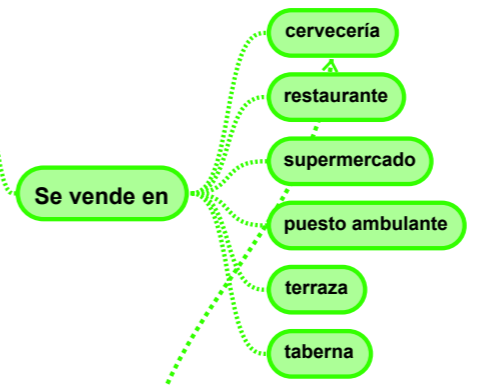 cervecería
restaurante
supermercado
Se vende en
puesto ambulante
terraza
taberna